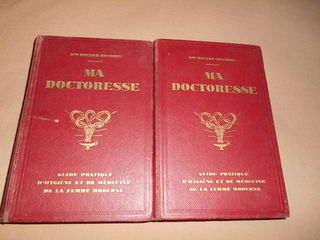 MA
DOCTORESSE
GUIDE PRATIQUE
D'HYGIÈNE ET DE MÉDECINE
DE LA FEMME MODERNE
MA
DOCTORESSE
GUIDE PRATIQUE
D'HYGIÈNE ET DE MÉDECINE
DE LA FEMME MODERNE